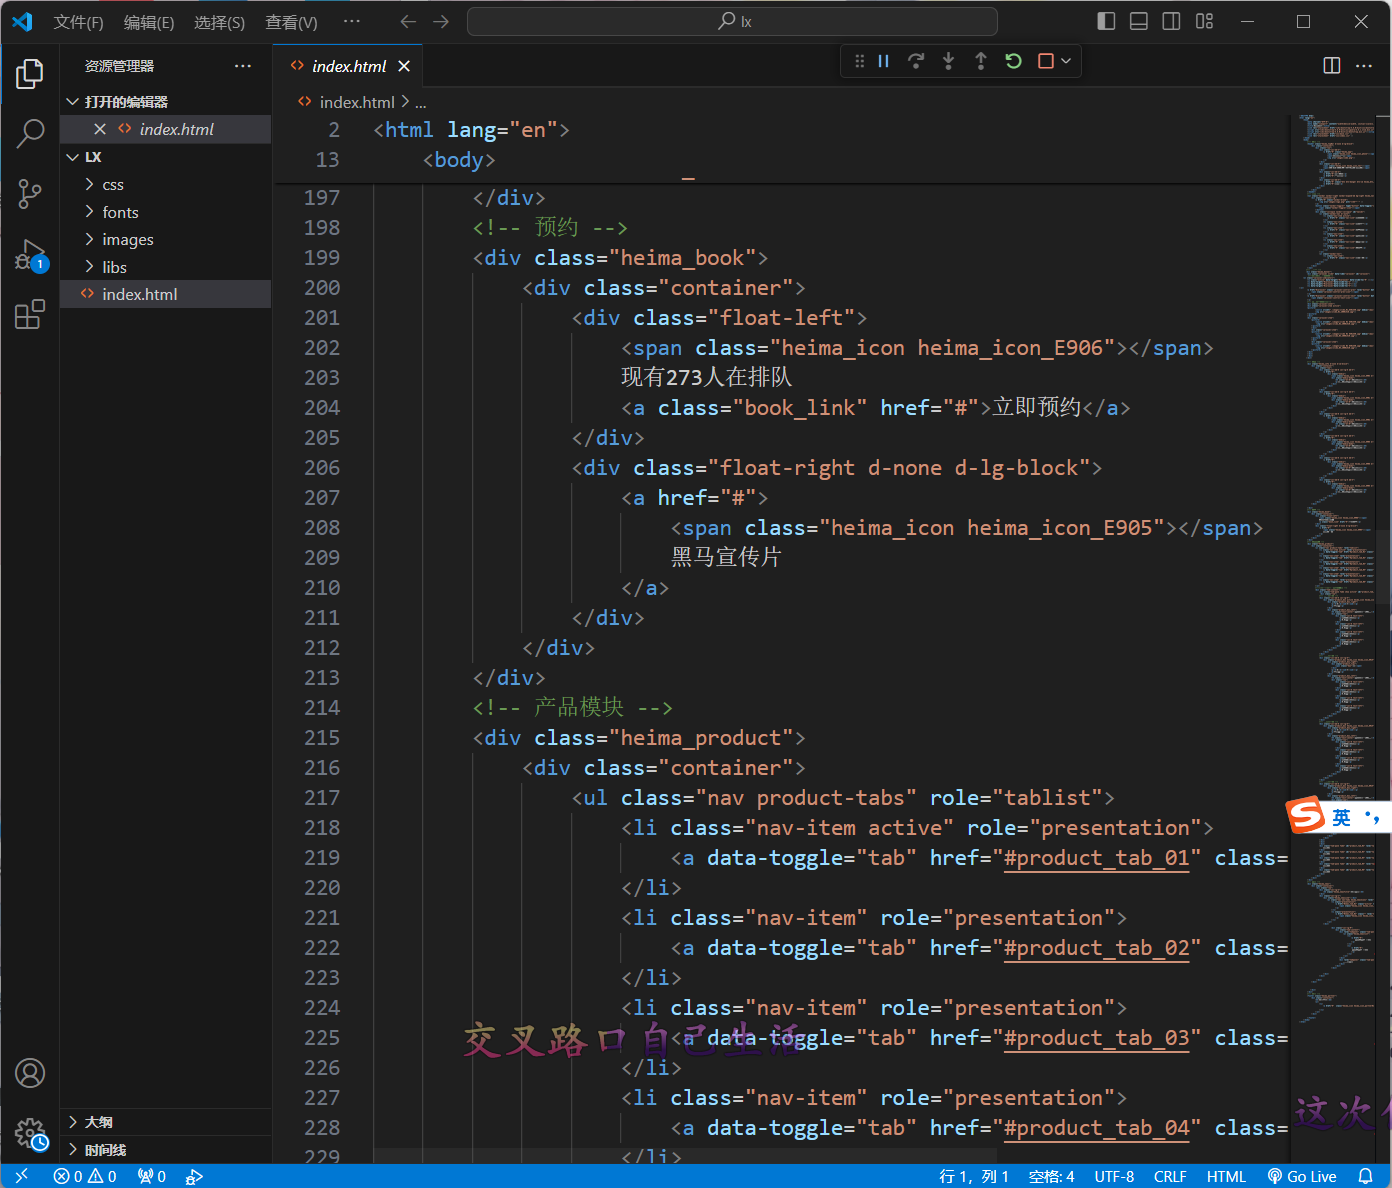 文件(F) 编辑(E) 选择(S) 查看(V) ··· lx
资源管理器 ···
打开的编辑器
index.html
LX
css
fonts
images
libs
index.html
大纲
时间线
1
index.html
index.html > ...
2 <html lang="en">
13 <body>
197 </div>
198 <!-- 预约 -->
199 <div class="heima_book">
200 <div class="container">
201 <div class="float-left">
202 <span class="heima_icon heima_icon_E906"></span>
203 现有273人在排队
204 <a class="book_link" href="#">立即预约</a>
205 </div>
206 <div class="float-right d-none d-lg-block">
207 <a href="#">
208 <span class="heima_icon heima_icon_E905"></span>
209 黑马宣传片
210 </a>
211 </div>
212 </div>
213 </div>
214 <!-- 产品模块 -->
215 <div class="heima_product">
216 <div class="container">
217 <ul class="nav product-tabs" role="tablist">
218 <li class="nav-item active" role="presentation">
219 <a data-toggle="tab" href="#product_tab_01" class=
220 </li>
221 <li class="nav-item" role="presentation">
222 <a data-toggle="tab" href="#product_tab_02" class=
223 </li>
224 <li class="nav-item" role="presentation">
225 <a data-toggle="tab" href="#product_tab_03" class=
226 </li>
227 <li class="nav-item" role="presentation">
228 <a data-toggle="tab" href="#product_tab_04" class=
229 </li>
英 ·,
交叉路口自己生活
这次
0 0 0 行 1，列 1 空格: 4 UTF-8 CRLF HTML Go Live